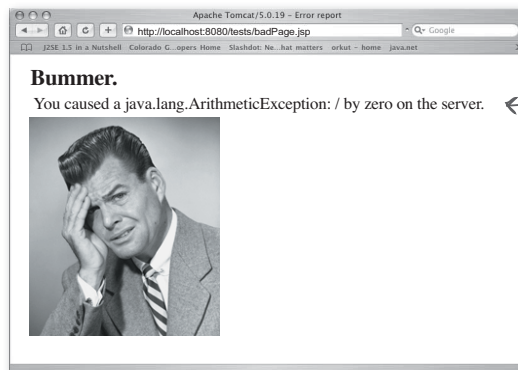 Apache Tomcat/5.0.19 – Error report
http://localhost:8080/tests/badPage.jsp
Google
J2SE 1.5 in a Nutshell Colorado G...opers Home Slashdot: Ne...hat matters orkut – home java.net
Bummer.
You caused a java.lang.ArithmeticException: / by zero on the server.